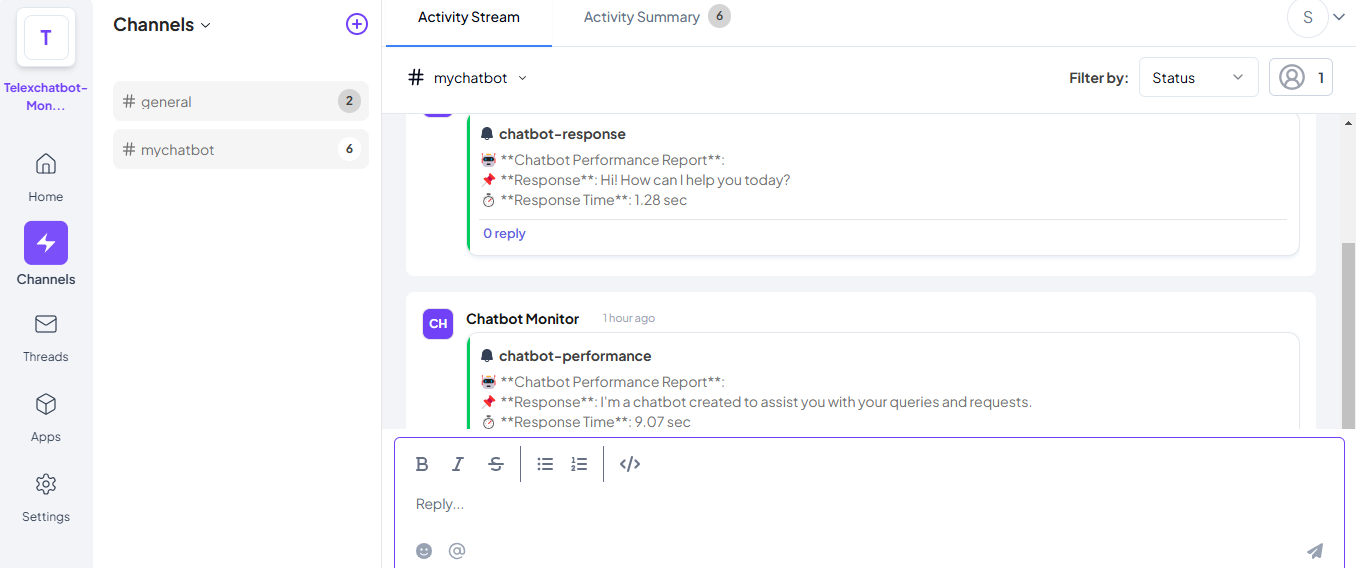 T
Telexchatbot-
Mon...
Home
Channels
Threads
Apps
Settings
Channels
# general 2
# mychatbot 6
Activity Stream
Activity Summary 6
S
# mychatbot
Filter by:
Status
1
chatbot-response
**Chatbot Performance Report**:
**Response**: Hi! How can I help you today?
**Response Time**: 1.28 sec
0 reply
CH
Chatbot Monitor 1 hour ago
chatbot-performance
**Chatbot Performance Report**:
**Response**: I'm a chatbot created to assist you with your queries and requests.
**Response Time**: 9.07 sec
B I S </>
Reply...
@